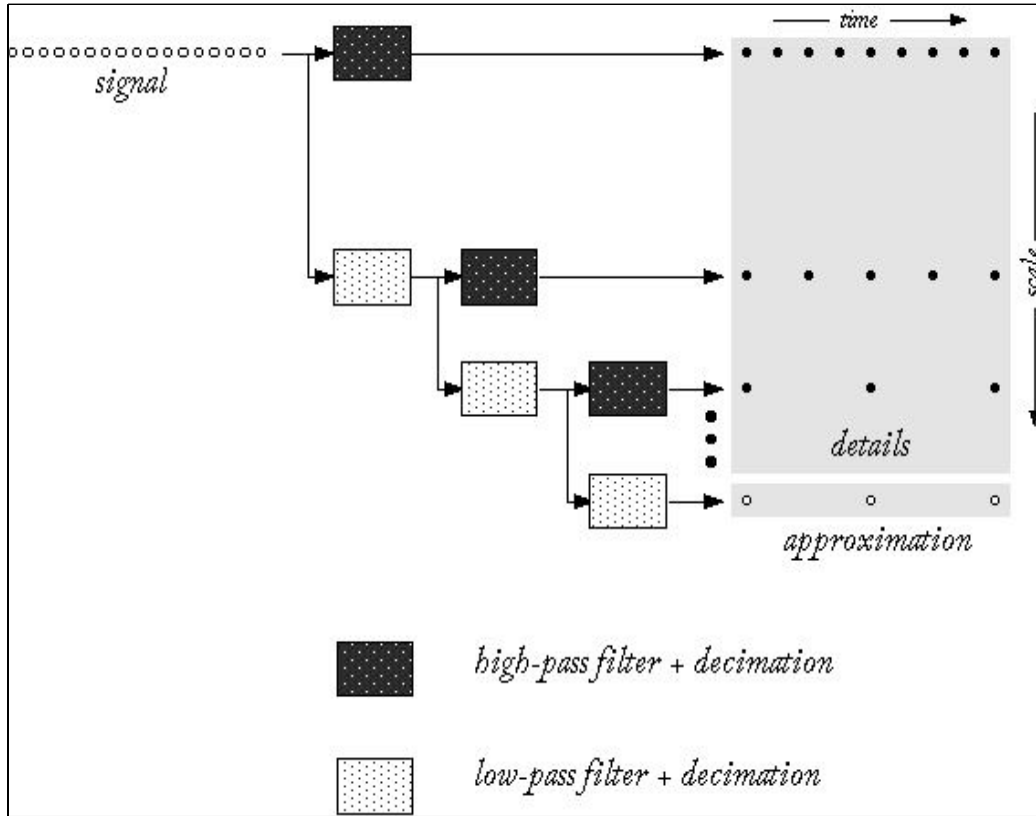 time
signal
scale
details
approximation
high-pass filter + decimation
low-pass filter + decimation